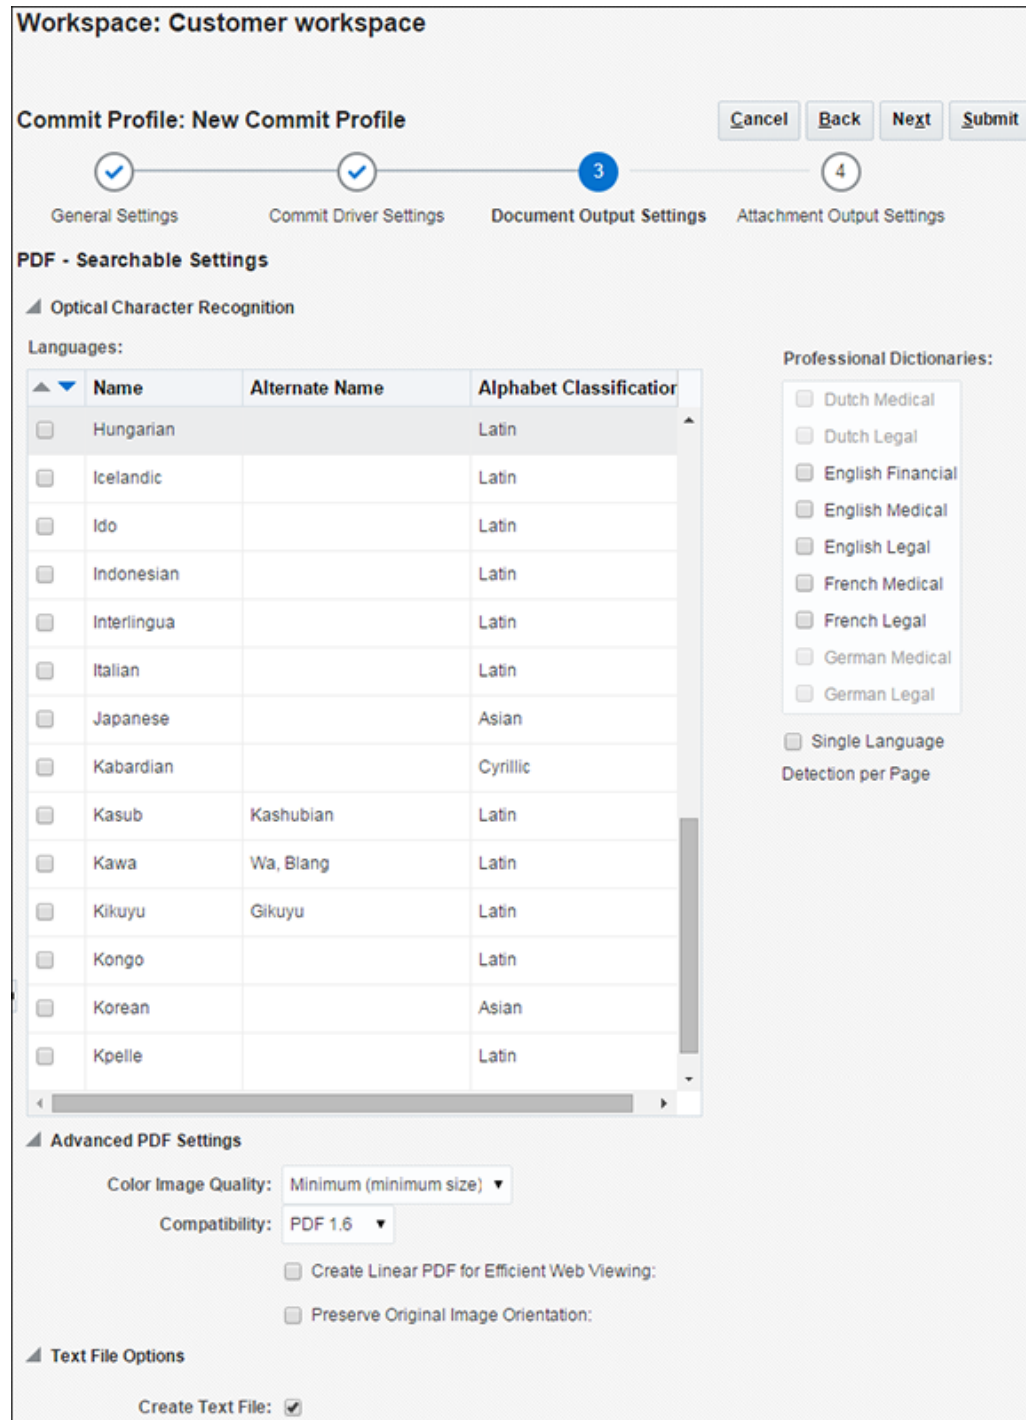 Workspace: Customer workspace
Commit Profile: New Commit Profile
Cancel Back Next Submit
3 4
General Settings Commit Driver Settings Document Output Settings Attachment Output Settings
PDF - Searchable Settings
Optical Character Recognition
Languages:
Name Alternate Name Alphabet Classification
Hungarian Latin
Icelandic Latin
Ido Latin
Indonesian Latin
Interlingua Latin
Italian Latin
Japanese Asian
Kabardian Cyrillic
Kasub Kashubian Latin
Kawa Wa, Blang Latin
Kikuyu Gikuyu Latin
Kongo Latin
Korean Asian
Kpelle Latin
Professional Dictionaries:
Dutch Medical
Dutch Legal
English Financial
English Medical
English Legal
French Medical
French Legal
German Medical
German Legal
Single Language
Detection per Page
Advanced PDF Settings
Color Image Quality: Minimum (minimum size)
Compatibility: PDF 1.6
Create Linear PDF for Efficient Web Viewing:
Preserve Original Image Orientation:
Text File Options
Create Text File: